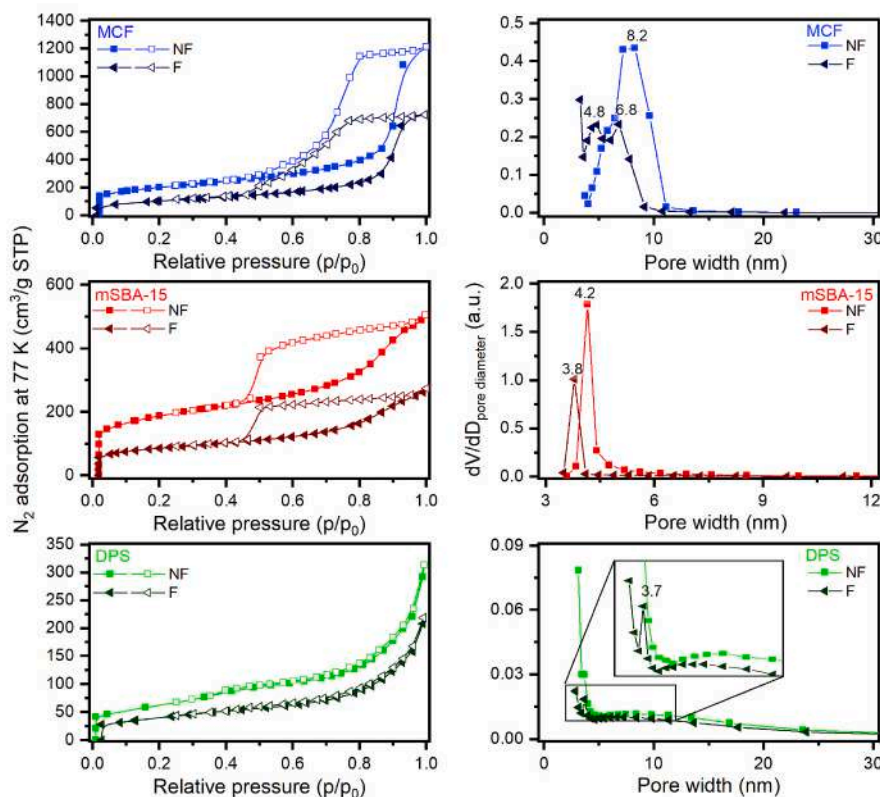 MCF
NF
F
1400
1200
1000
800
600
400
200
0
0.0 0.2 0.4 0.6 0.8 1.0
Relative pressure (p/p₀)
MCF
NF
F
8.2
4.8 6.8
0.5
0.4
0.3
0.2
0.1
0.0
0 10 20 30
Pore width (nm)
mSBA-15
NF
F
600
400
200
0
0.0 0.2 0.4 0.6 0.8 1.0
Relative pressure (p/p₀)
mSBA-15
NF
F
4.2
3.8
2.0
1.5
1.0
0.5
0.0
3 6 9 12
Pore width (nm)
N₂ adsorption at 77 K (cm³/g STP)
dV/dD pore diameter (a.u.)
DPS
NF
F
350
300
250
200
150
100
50
0
0.0 0.2 0.4 0.6 0.8 1.0
Relative pressure (p/p₀)
DPS
NF
F
3.7
0.09
0.06
0.03
0.00
0 10 20 30
Pore width (nm)